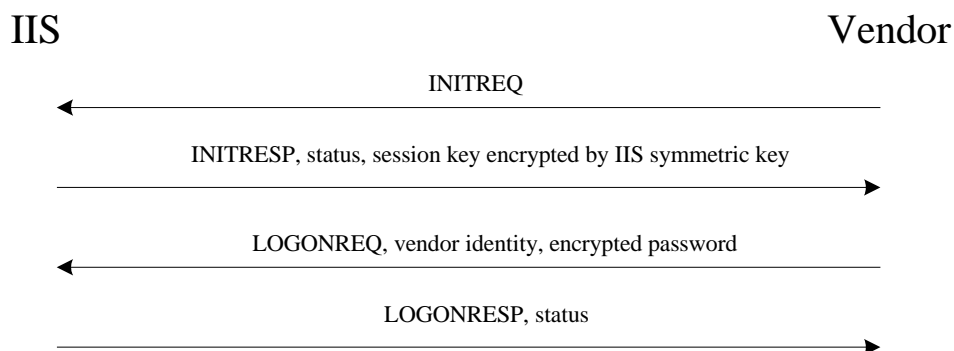 IIS
Vendor
INITREQ
INITRESP, status, session key encrypted by IIS symmetric key
LOGONREQ, vendor identity, encrypted password
LOGONRESP, status